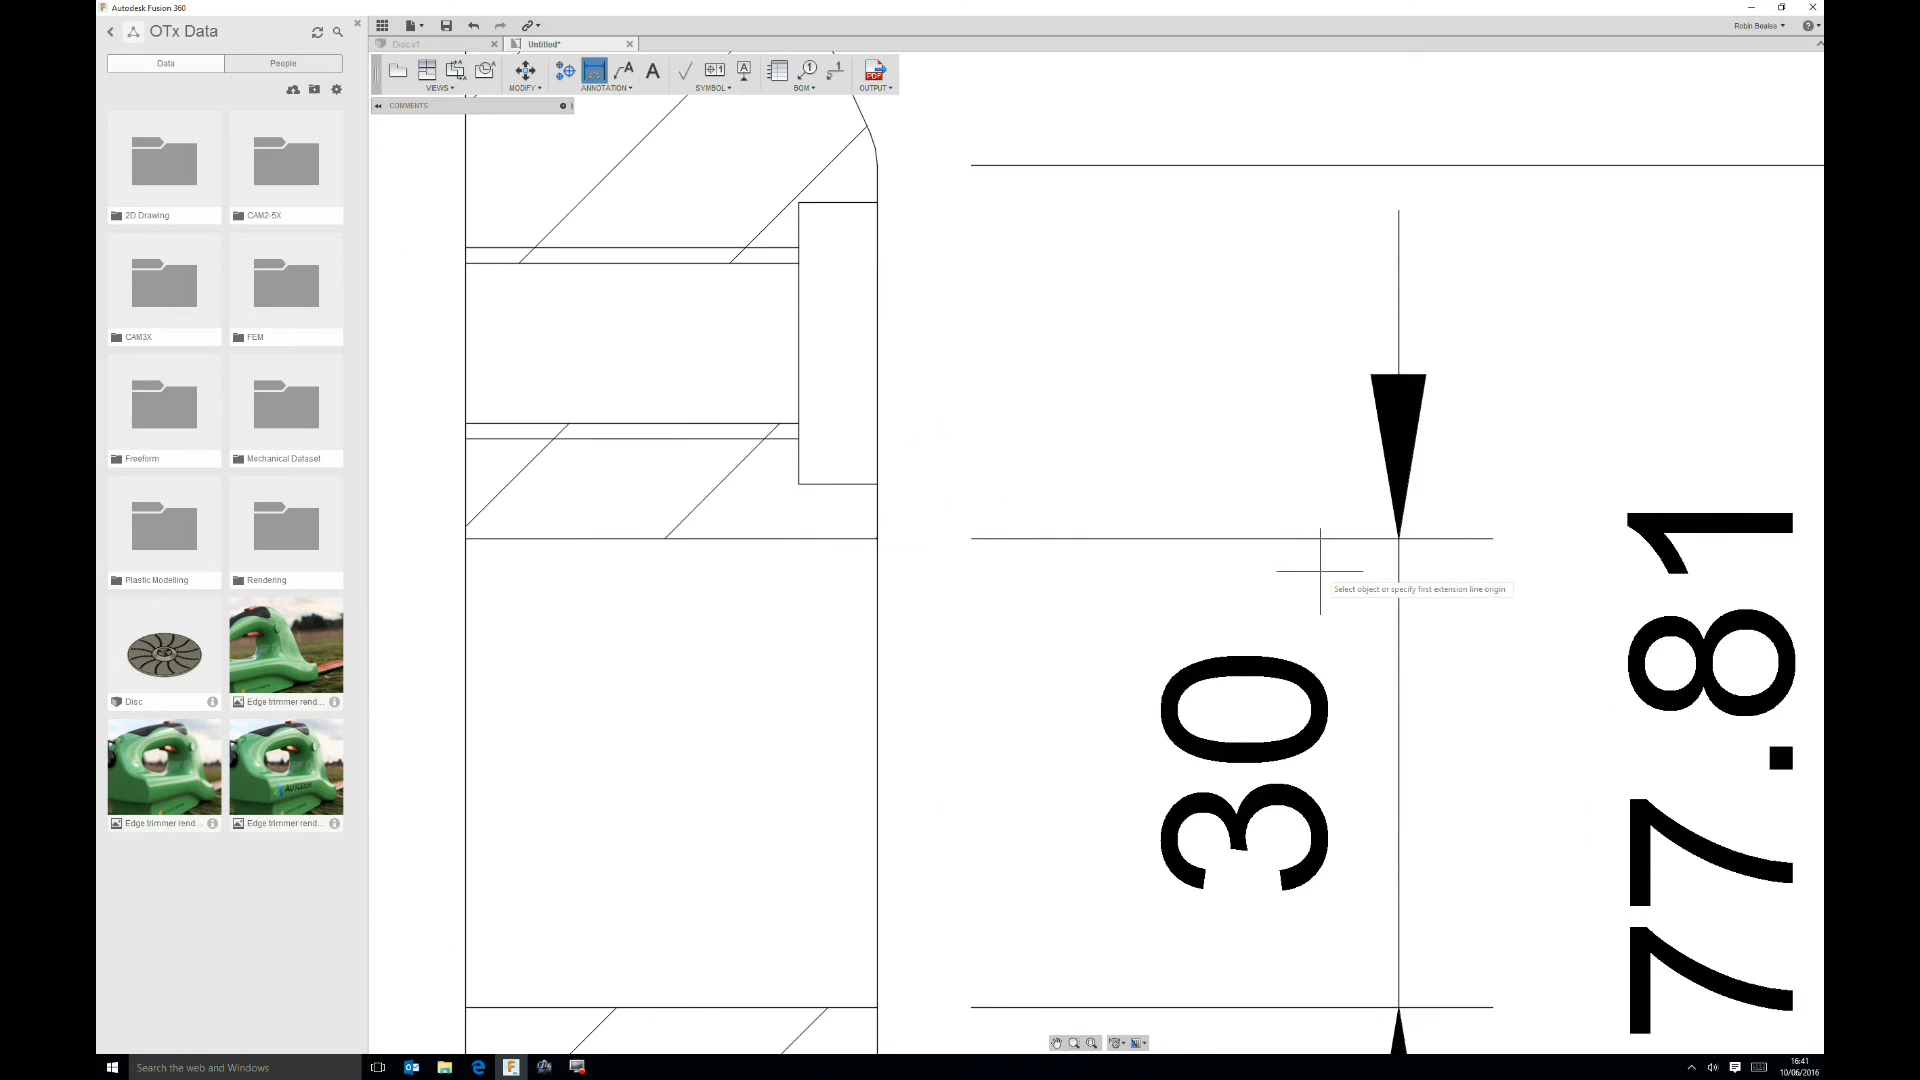 Autodesk Fusion 360
OTx Data
Data
People
2D Drawing
CAM2-5X
CAM3X
FEM
Freeform
Mechanical Dataset
Plastic Modelling
Rendering
Disc
Edge trimmer rend...
Edge trimmer rend...
Edge trimmer rend...
AUTODESK
Robin Beales
Disc v1
Untitled*
VIEWS
MODIFY
ANNOTATION
SYMBOL
BOM
OUTPUT
PDF
COMMENTS
Select object or specify first extension line origin
30
77.81
Search the web and Windows
16:41
10/06/2016